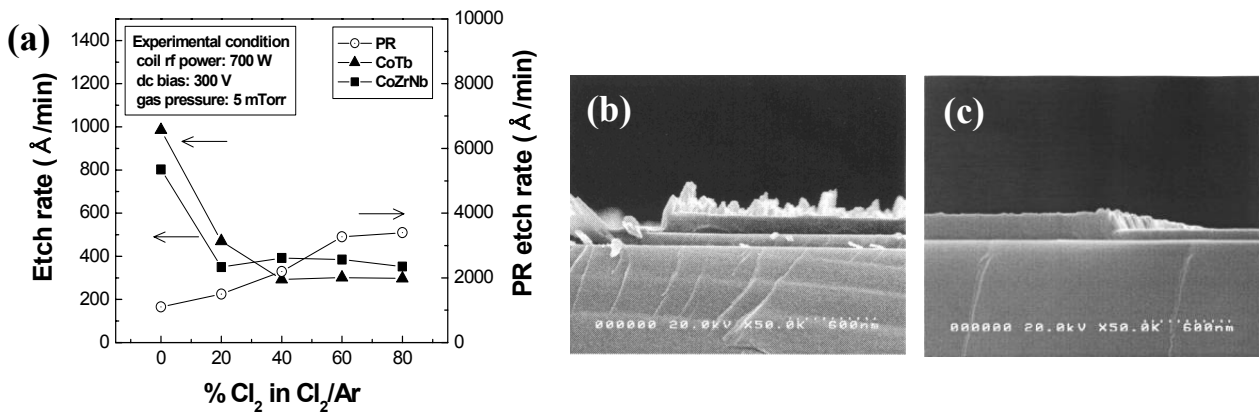 (a)
Etch rate ( Å /min)
1400
1200
1000
800
600
400
200
0
Experimental condition
coil rf power: 700 W
dc bias: 300 V
gas pressure: 5 mTorr
PR
CoTb
CoZrNb
10000
8000
6000
4000
2000
0
PR etch rate ( Å /min)
0 20 40 60 80
% Cl₂ in Cl₂/Ar
(b)
000000 20.0kV X50.0K 600nm
(c)
000000 20.0kV X50.0K 600nm